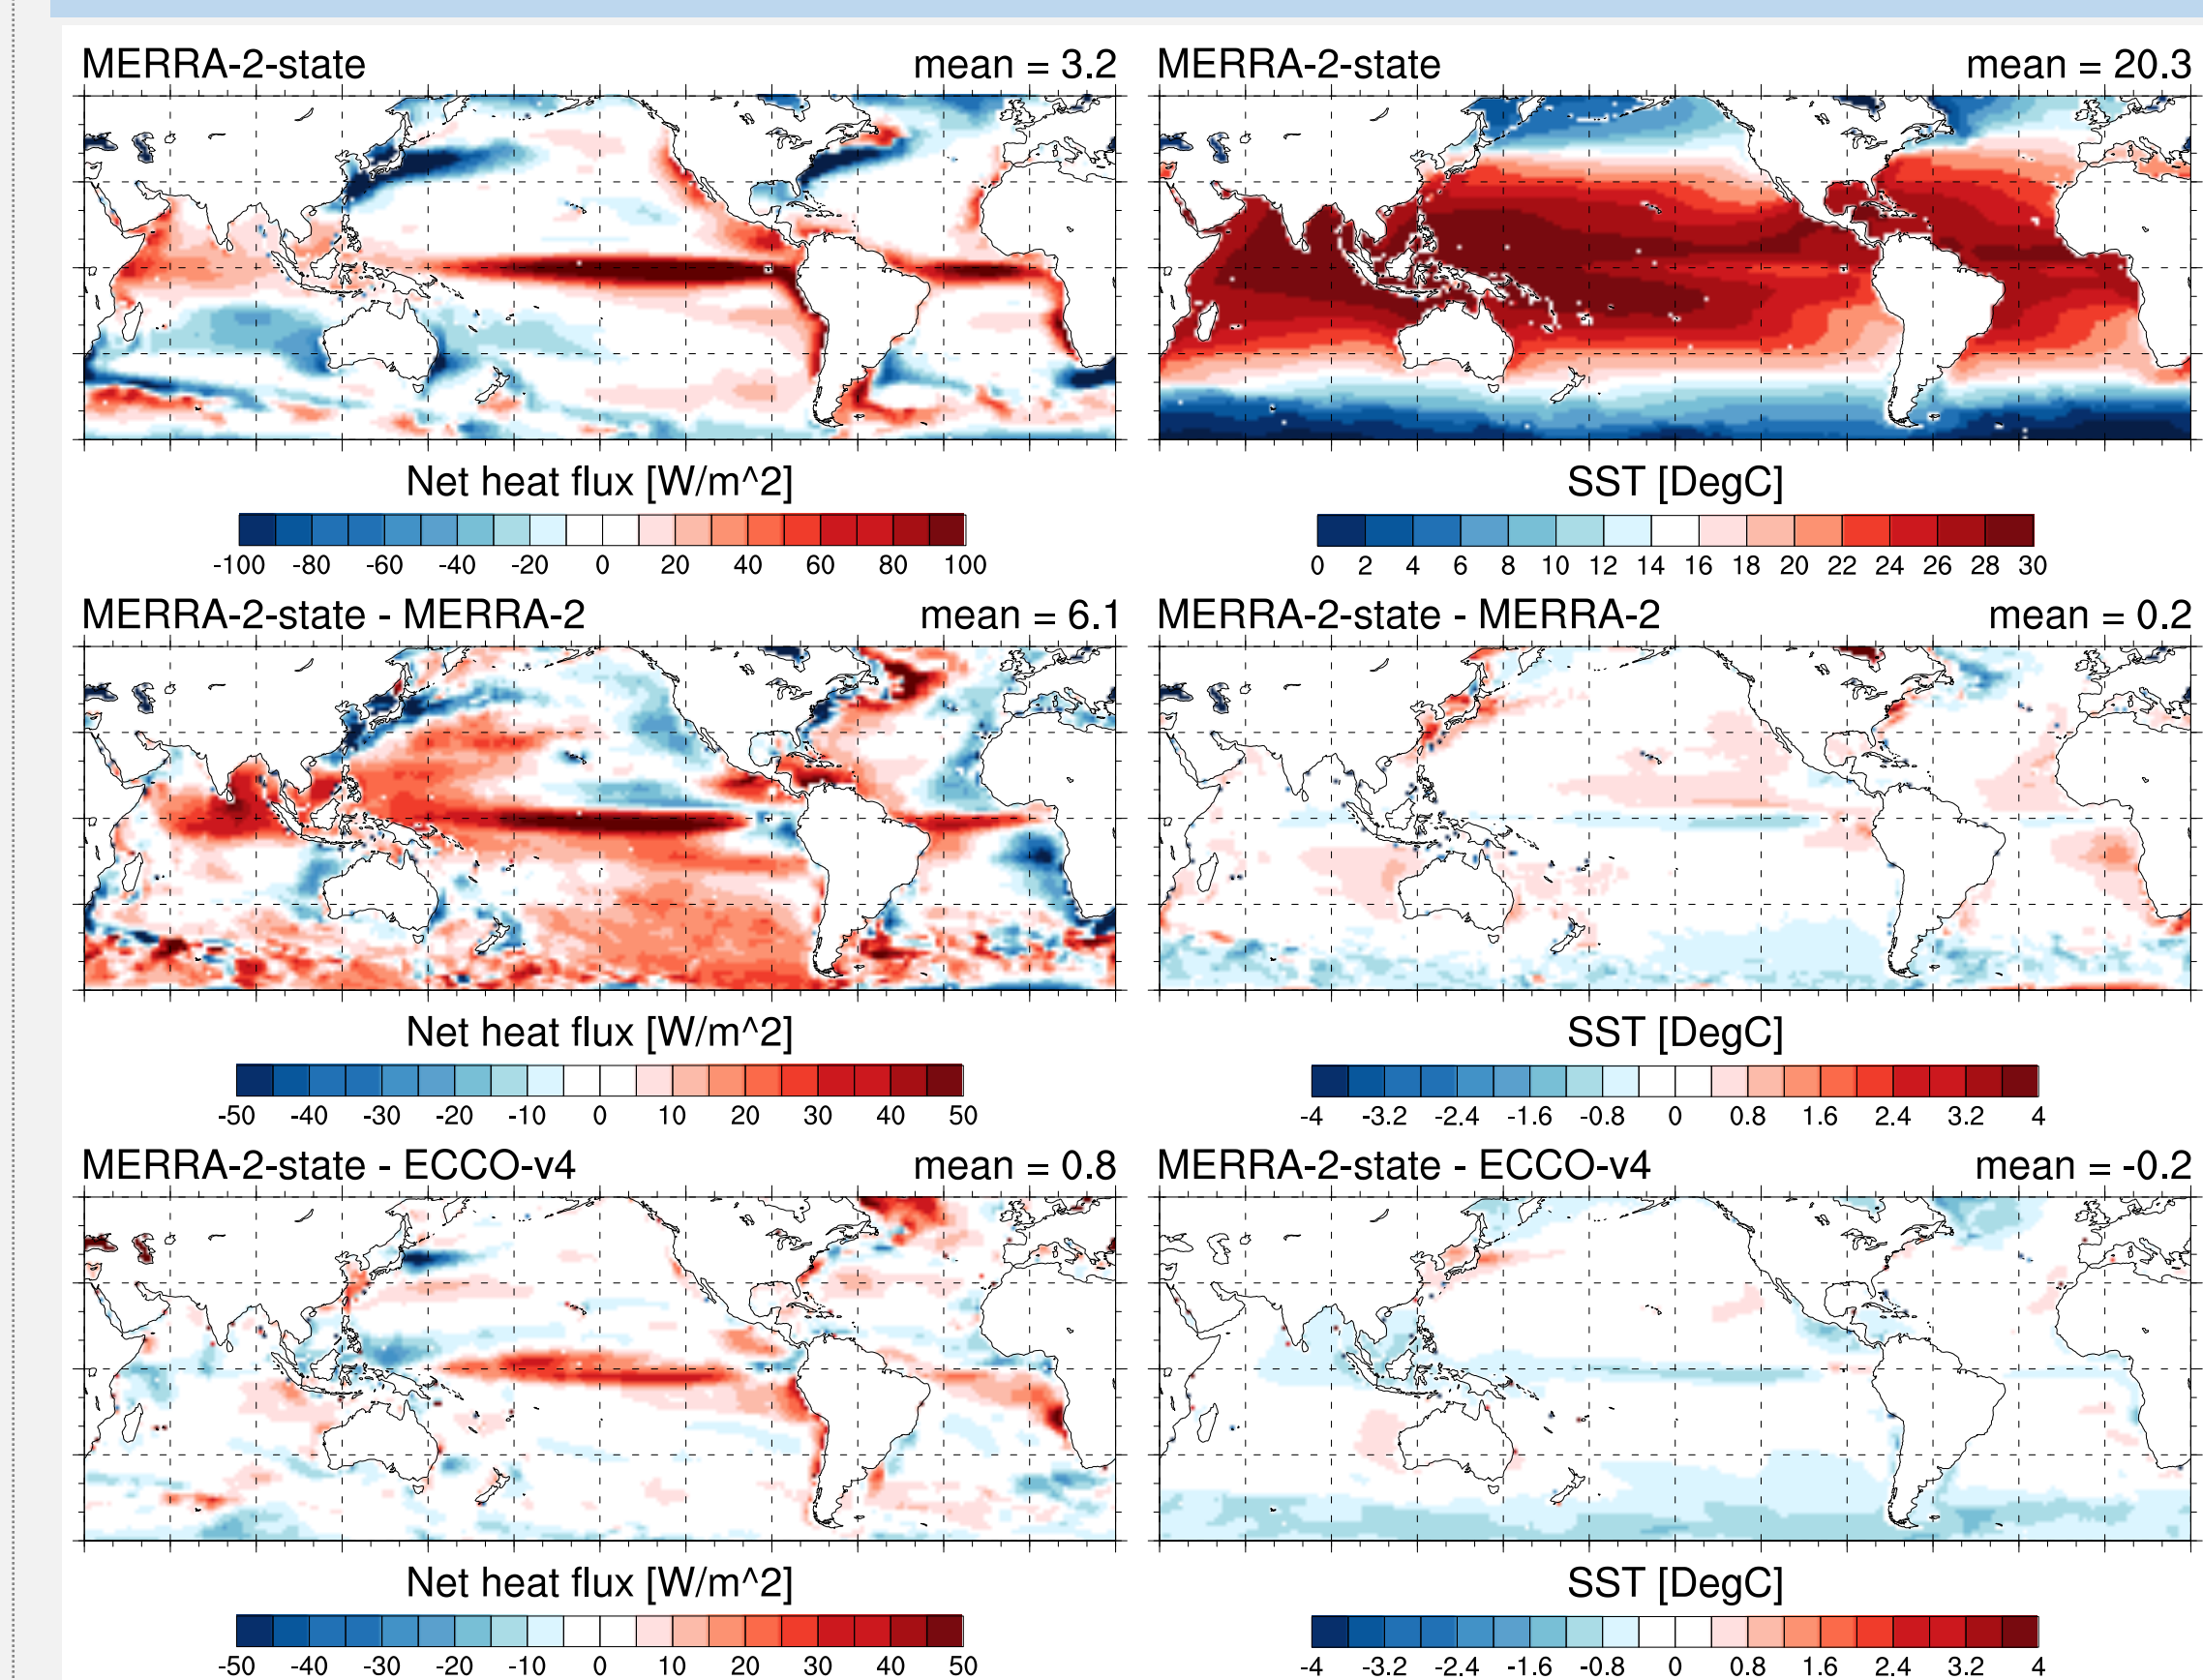 MERRA-2-state mean = 3.2
MERRA-2-state mean = 20.3
Net heat flux [W/m^2]
-100 -80 -60 -40 -20 0 20 40 60 80 100
SST [DegC]
0 2 4 6 8 10 12 14 16 18 20 22 24 26 28 30
MERRA-2-state - MERRA-2 mean = 6.1
MERRA-2-state - MERRA-2 mean = 0.2
Net heat flux [W/m^2]
-50 -40 -30 -20 -10 0 10 20 30 40 50
SST [DegC]
-4 -3.2 -2.4 -1.6 -0.8 0 0.8 1.6 2.4 3.2 4
MERRA-2-state - ECCO-v4 mean = 0.8
MERRA-2-state - ECCO-v4 mean = -0.2
Net heat flux [W/m^2]
-50 -40 -30 -20 -10 0 10 20 30 40 50
SST [DegC]
-4 -3.2 -2.4 -1.6 -0.8 0 0.8 1.6 2.4 3.2 4